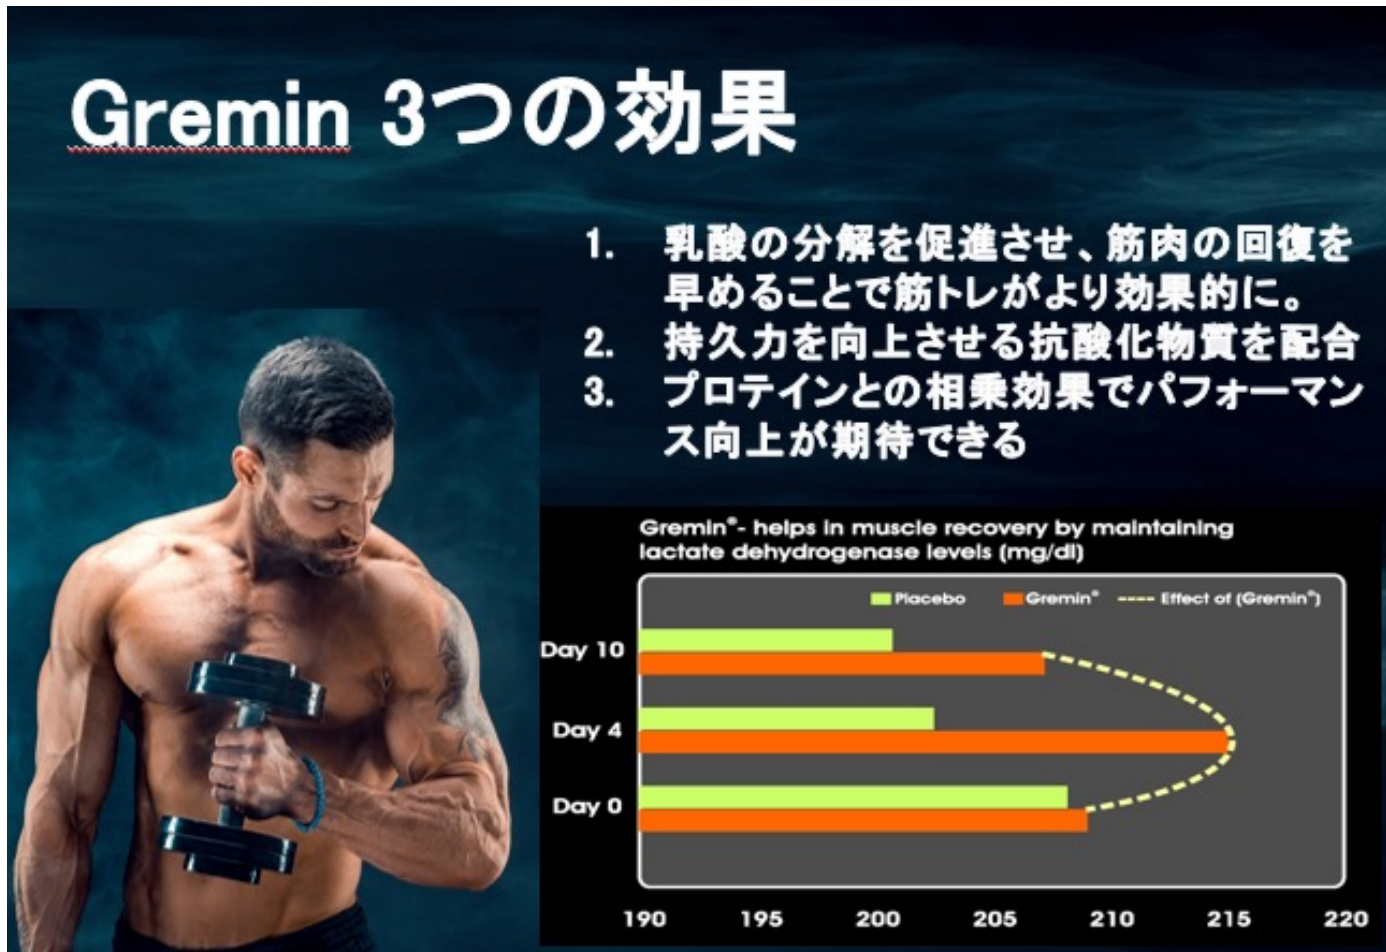 Gremin 3つの効果
1. 乳酸の分解を促進させ、筋肉の回復を
早めることで筋トレがより効果的に。
2. 持久力を向上させる抗酸化物質を配合
3. プロテインとの相乗効果でパフォーマン
ス向上が期待できる
Gremin®- helps in muscle recovery by maintaining
lactate dehydrogenase levels (mg/dl)
Placebo Gremin® Effect of (Gremin®)
Day 10
Day 4
Day 0
190 195 200 205 210 215 220